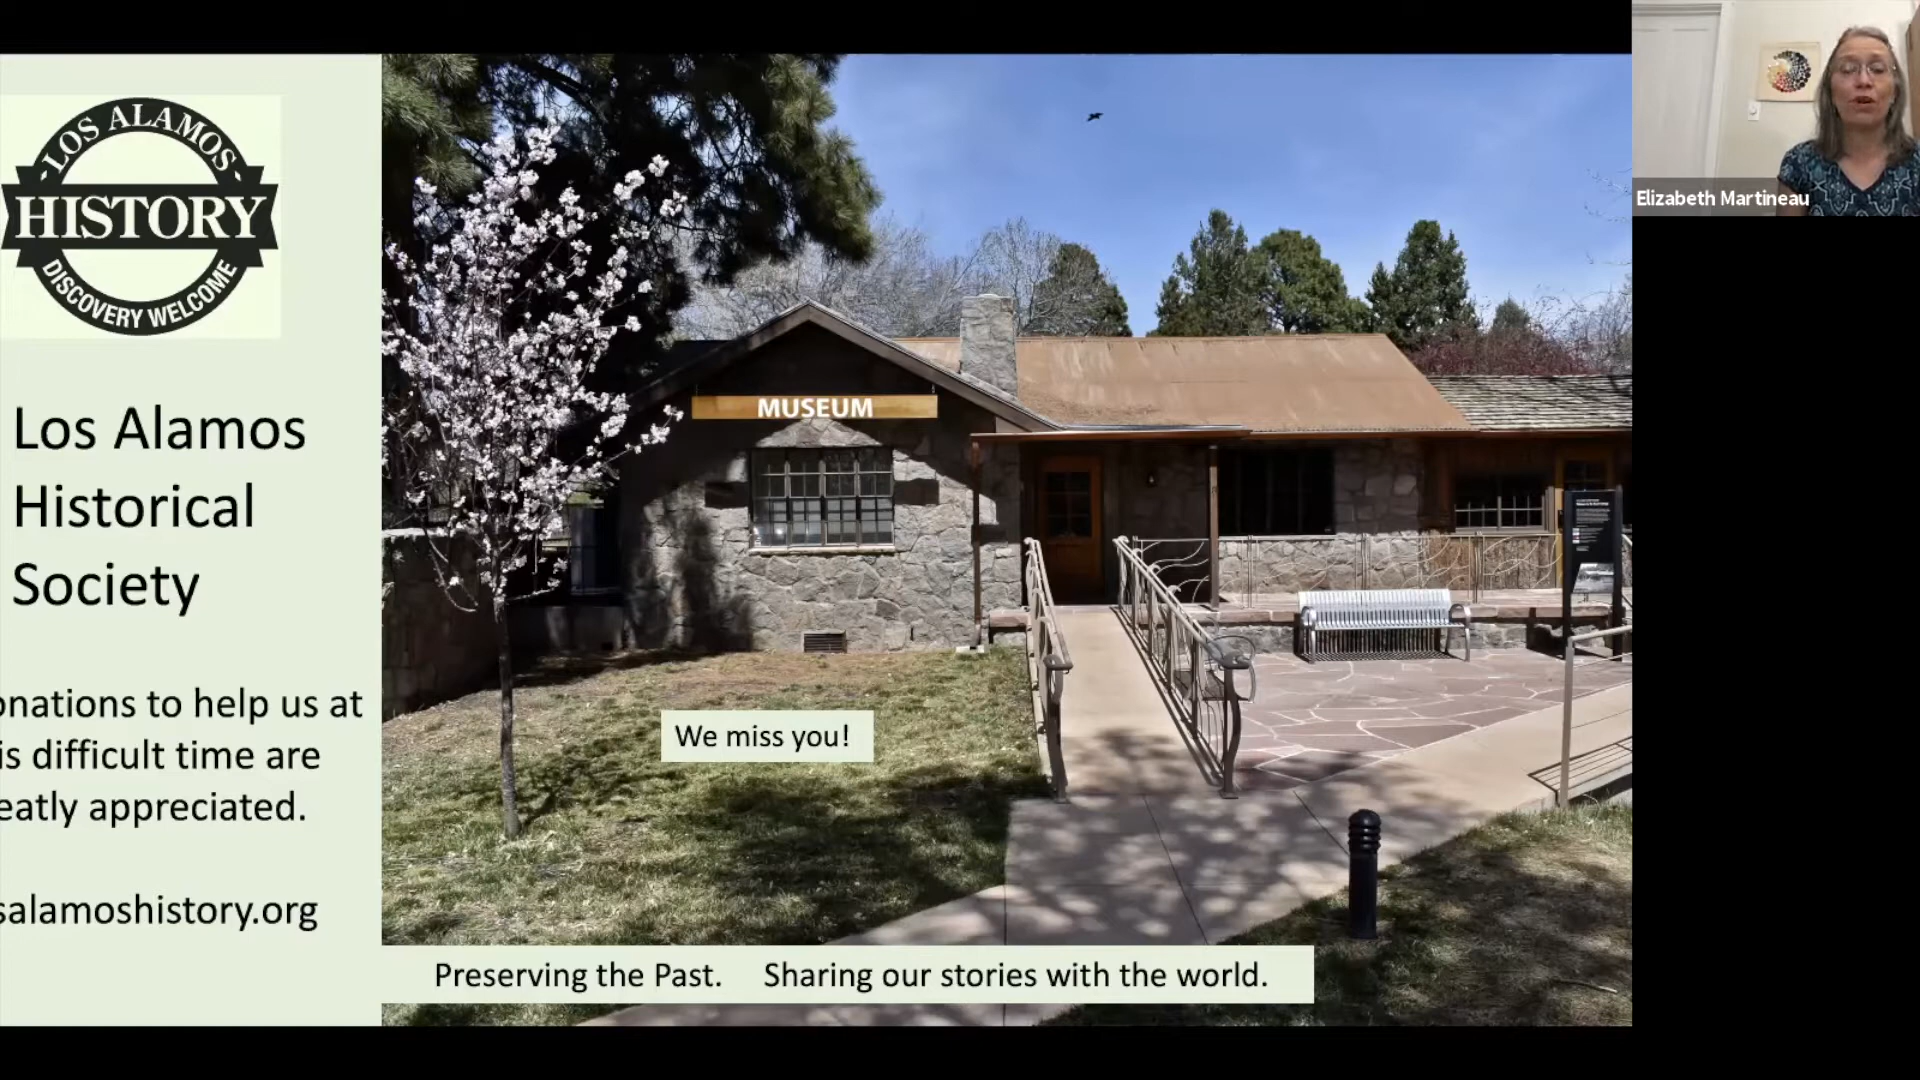 LOS ALAMOS
HISTORY
DISCOVERY WELCOME
Los Alamos
Historical
Society
onations to help us at
is difficult time are
eatly appreciated.
salamoshistory.org
MUSEUM
We miss you!
Preserving the Past. Sharing our stories with the world.
Elizabeth Martineau